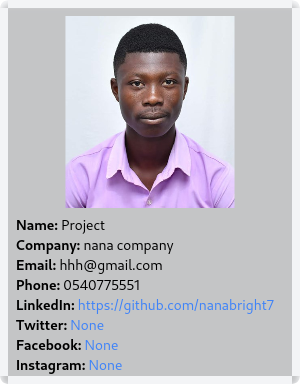 Name: Project
Company: nana company
Email: hhh@gmail.com
Phone: 0540775551
LinkedIn: https://github.com/nanabright7
Twitter: None
Facebook: None
Instagram: None